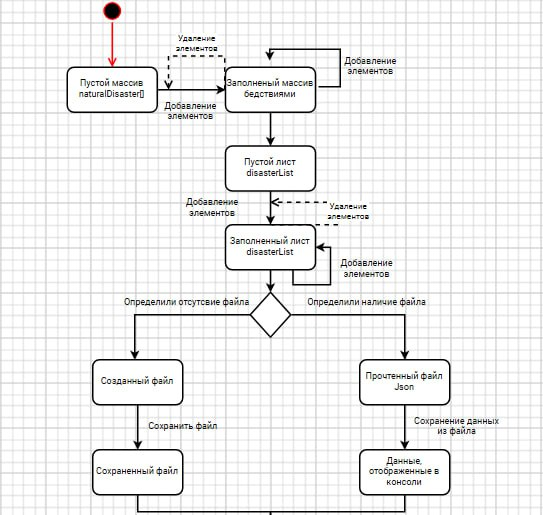 Удаление
элементов
Пустой массив
naturalDisaster[]
Добавление
элементов
Заполненый массив
бедствиями
Добавление
элементов
Пустой лист
disasterList
Добавление
элементов
Удаление
элементов
Заполненный лист
disasterList
Добавление
элементов
Определили отсутсвие файла
Определили наличие файла
Созданный файл
Прочтенный файл
Json
Сохранить файл
Сохранение данных
из файла
Сохраненный файл
Данные,
отображенные в
консоли